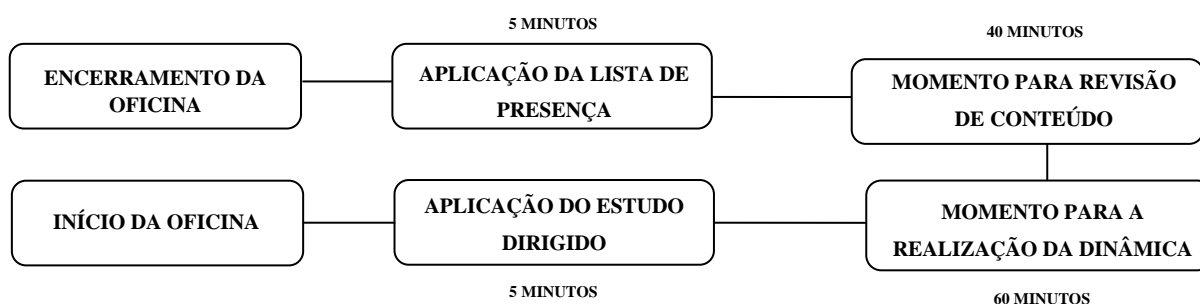 5 MINUTOS
40 MINUTOS
ENCERRAMENTO DA
OFICINA
APLICAÇÃO DA LISTA DE
PRESENÇA
MOMENTO PARA REVISÃO
DE CONTEÚDO
INÍCIO DA OFICINA
APLICAÇÃO DO ESTUDO
DIRIGIDO
MOMENTO PARA A
REALIZAÇÃO DA DINÂMICA
5 MINUTOS
60 MINUTOS